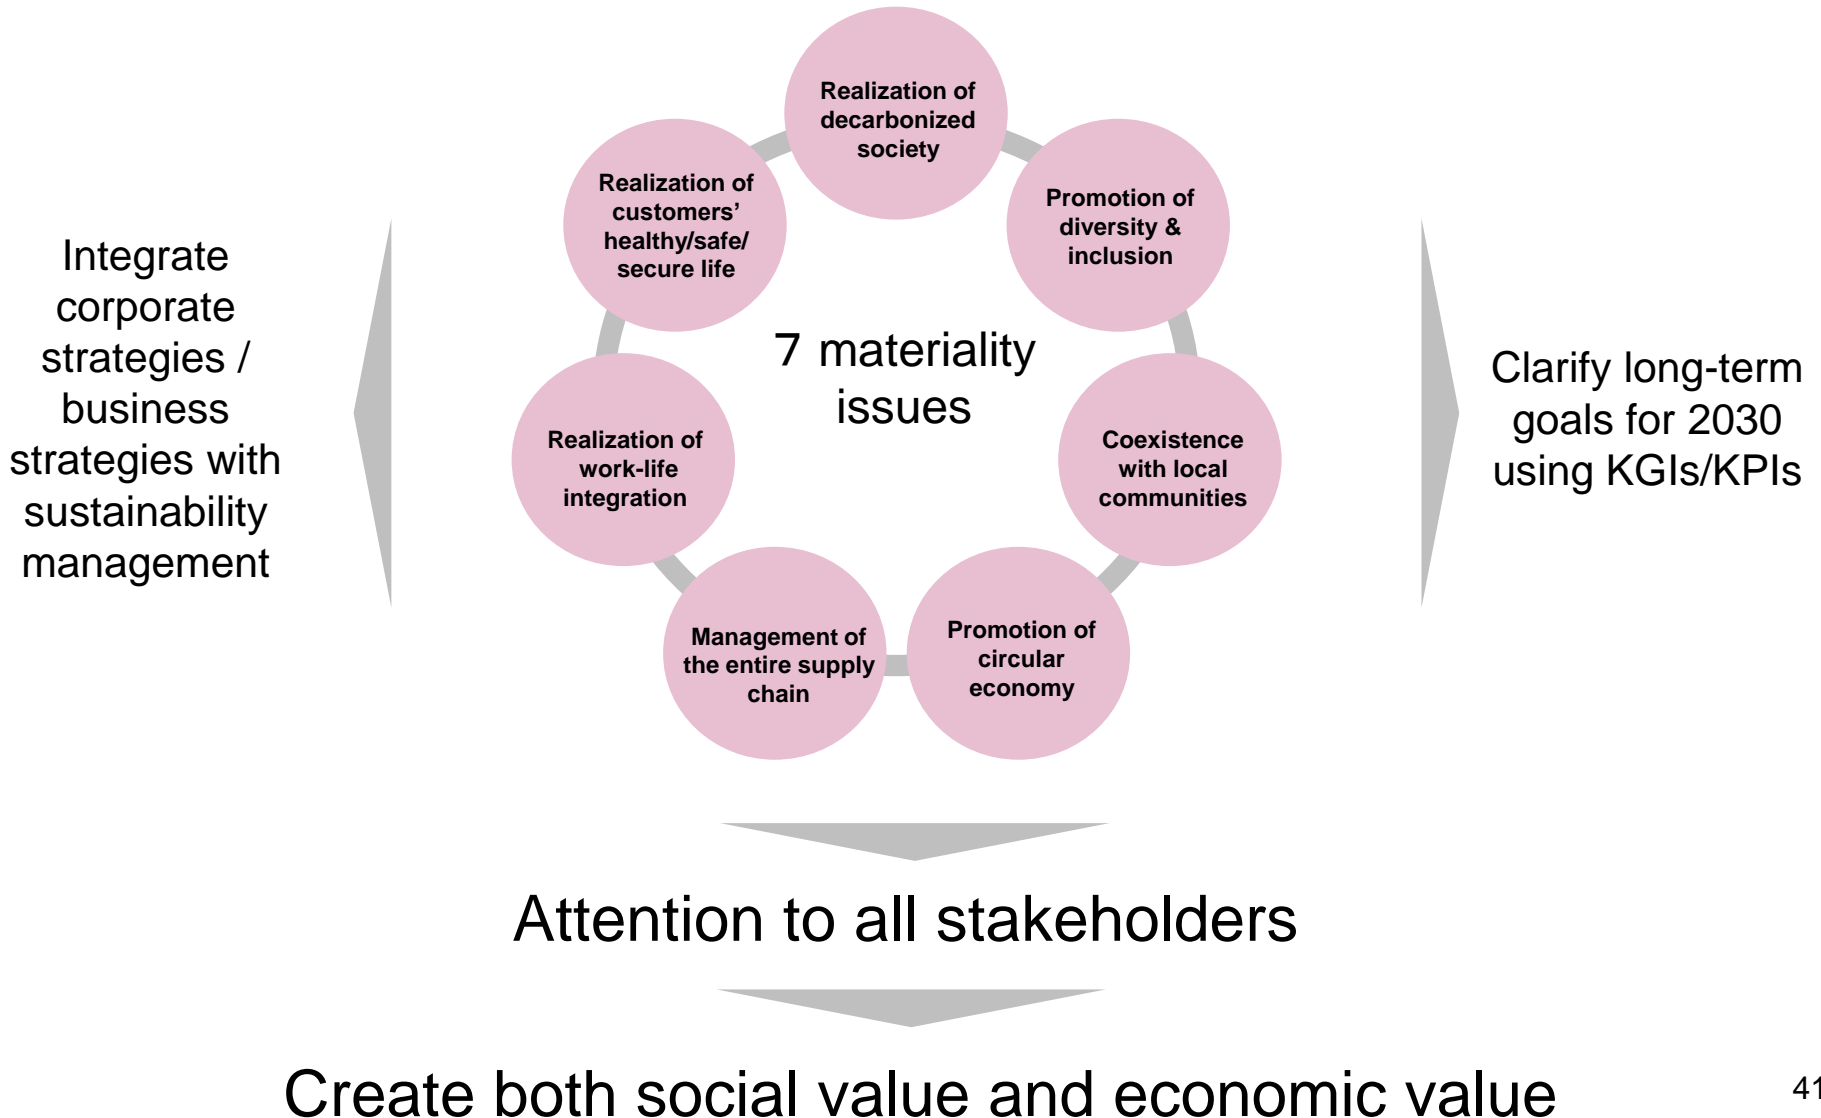 Realization of
decarbonized
society
Realization of
customers’
healthy/safe/
secure life
Promotion of
diversity &
inclusion
Integrate
corporate
strategies /
business
strategies with
sustainability
management
7 materiality
issues
Clarify long-term
goals for 2030
using KGIs/KPIs
Realization of
work-life
integration
Coexistence
with local
communities
Management of
the entire supply
chain
Promotion of
circular
economy
Attention to all stakeholders
Create both social value and economic value
41